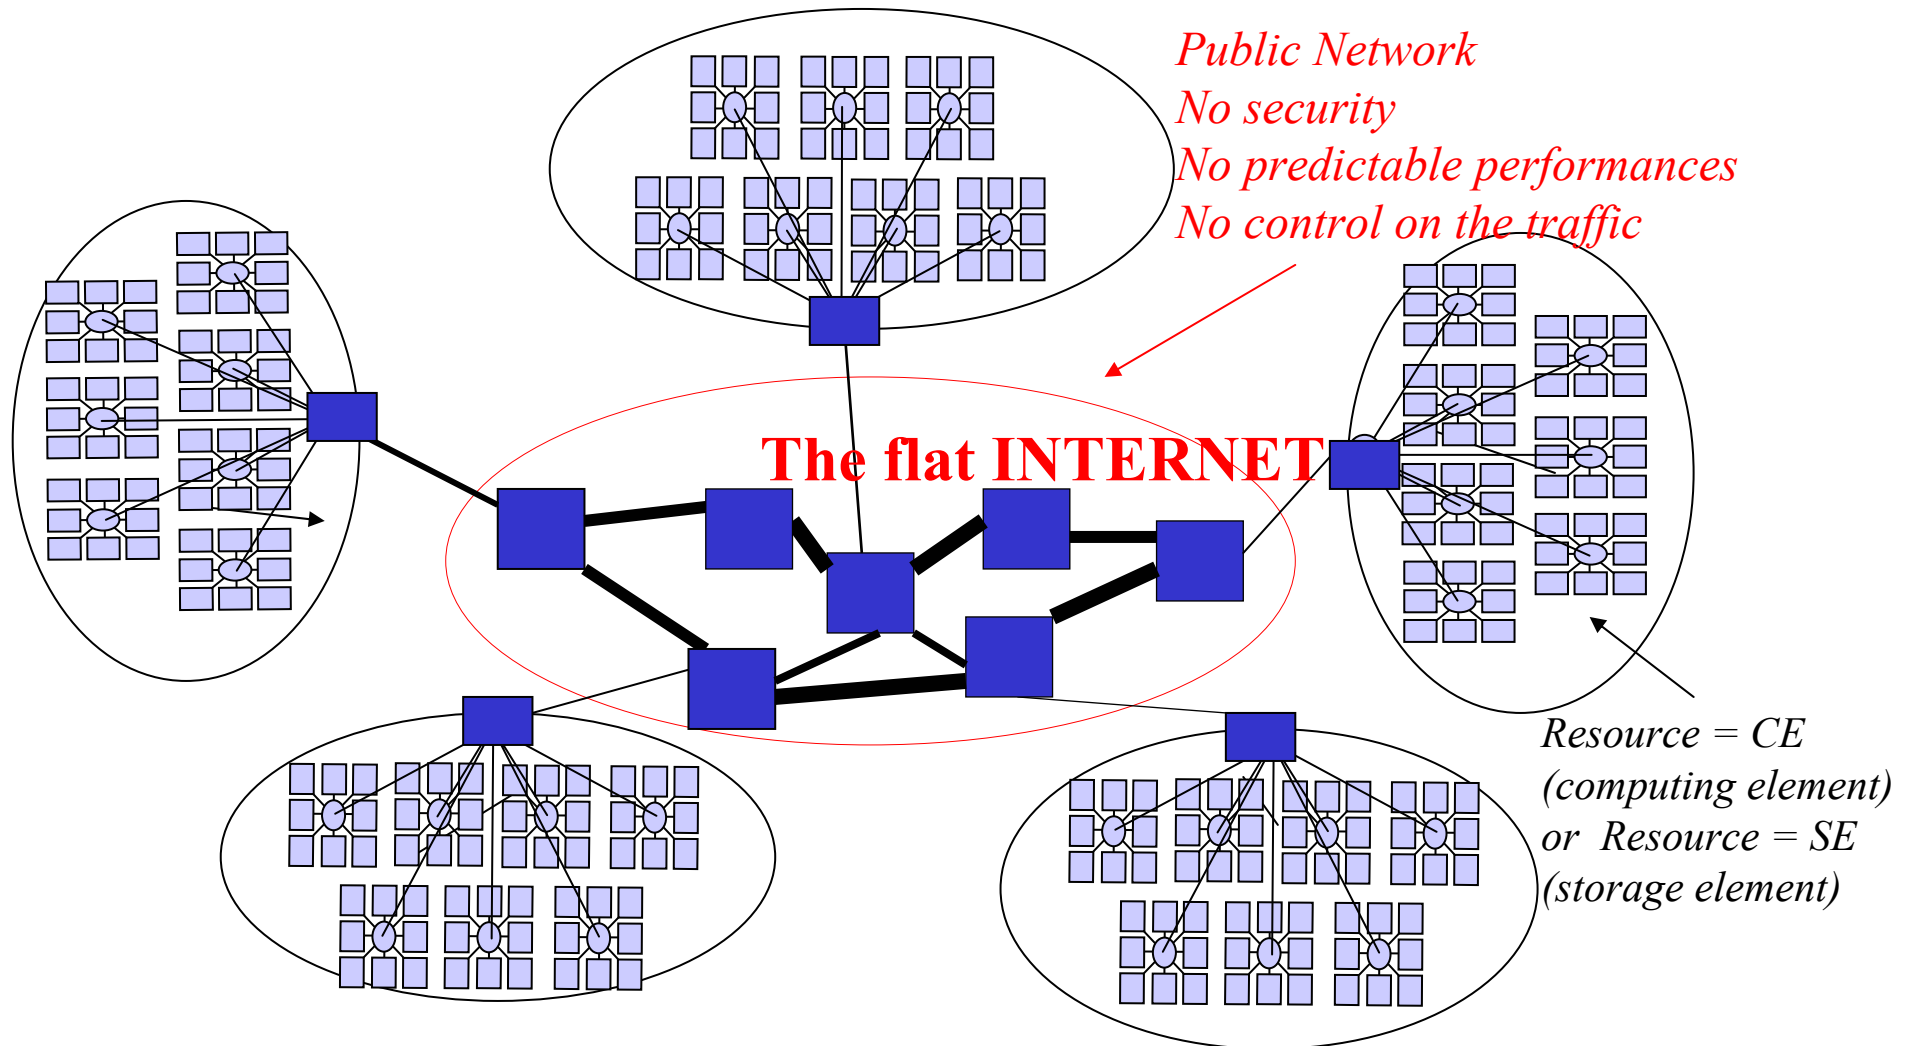 Public Network
No security
No predictable performances
No control on the traffic
The flat INTERNET
Resource = CE
(computing element)
or Resource = SE
(storage element)